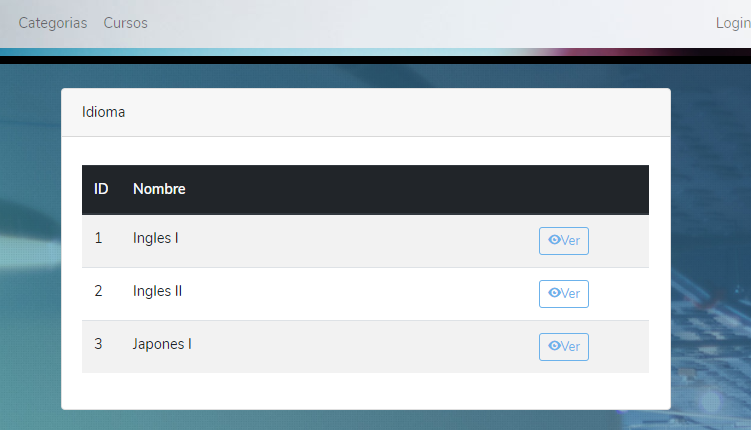 Categorias Cursos Login
Idioma
ID Nombre
1 Ingles I Ver
2 Ingles II Ver
3 Japones I Ver